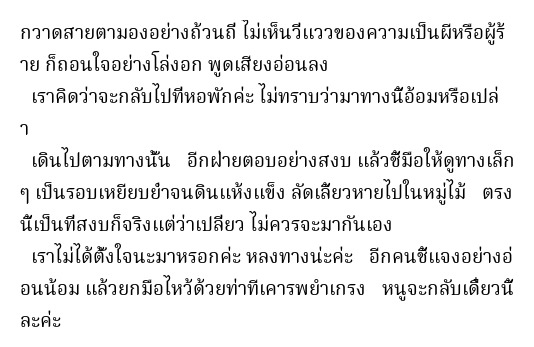 กวาดสายตามองอย่างถ้วนถี่ ไม่เห็นวี่แววของความเป็นผีหรือผู้ร้
าย ก็ถอนใจอย่างโล่งอก พูดเสียงอ่อนลง
เราคิดว่าจะกลับไปที่หอพักค่ะ ไม่ทราบว่ามาทางนี้อ้อมหรือเปล่
า
เดินไปตามทางนั้น อีกฝ่ายตอบอย่างสงบ แล้วชี้มือให้ดูทางเล็ก
ๆ เป็นรอบเหยียบย่ำจนดินแห้งแข็ง ลัดเลี้ยวหายไปในหมู่ไม้ ตรง
นี้เป็นที่สงบก็จริงแต่ว่าเปลี่ยว ไม่ควรจะมากันเอง
เราไม่ได้ตั้งใจนะมาหรอกค่ะ หลงทางน่ะค่ะ อีกคนชี้แจงอย่างอ่
อนน้อม แล้วยกมือไหว้ด้วยท่าทีเคารพยำเกรง หนูจะกลับเดี๋ยวนี้
ละค่ะ